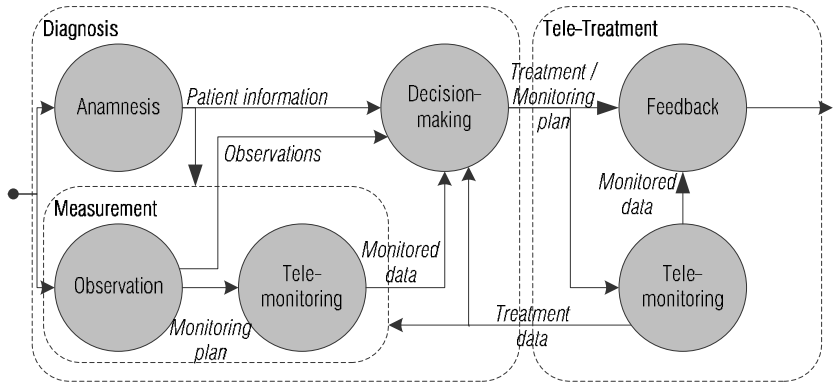 Diagnosis
Tele-Treatment
Anamnesis
Patient information
Decision-
making
Treatment /
Monitoring
plan
Feedback
Observations
Measurement
Monitored
data
Observation
Tele-
monitoring
Monitored
data
Tele-
monitoring
Monitoring
plan
Treatment
data